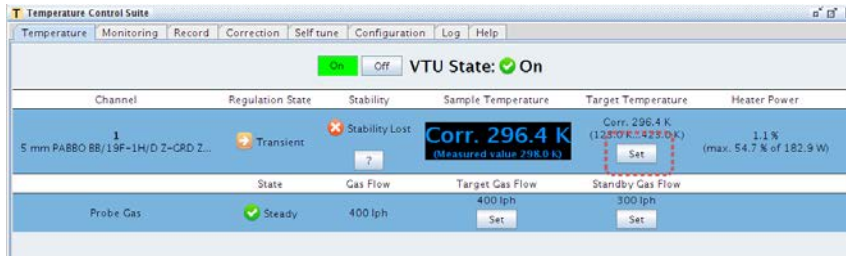 T Temperature Control Suite
Temperature Monitoring Record Correction Self tune Configuration Log Help
On Off VTU State: On
Channel Regulation State Stability Sample Temperature Target Temperature Heater Power
1
5 mm PABBO BB/19F-1H/D Z-GRD Z...
Transient
Stability Lost
?
Corr. 296.4 K
(Measured value 298.0 K)
Corr. 296.4 K
(123.0 K...423.0 K)
Set
1.1 %
(max. 54.7 % of 182.9 W)
State Gas Flow Target Gas Flow Standby Gas Flow
Probe Gas
Steady
400 lph
400 lph
Set
300 lph
Set